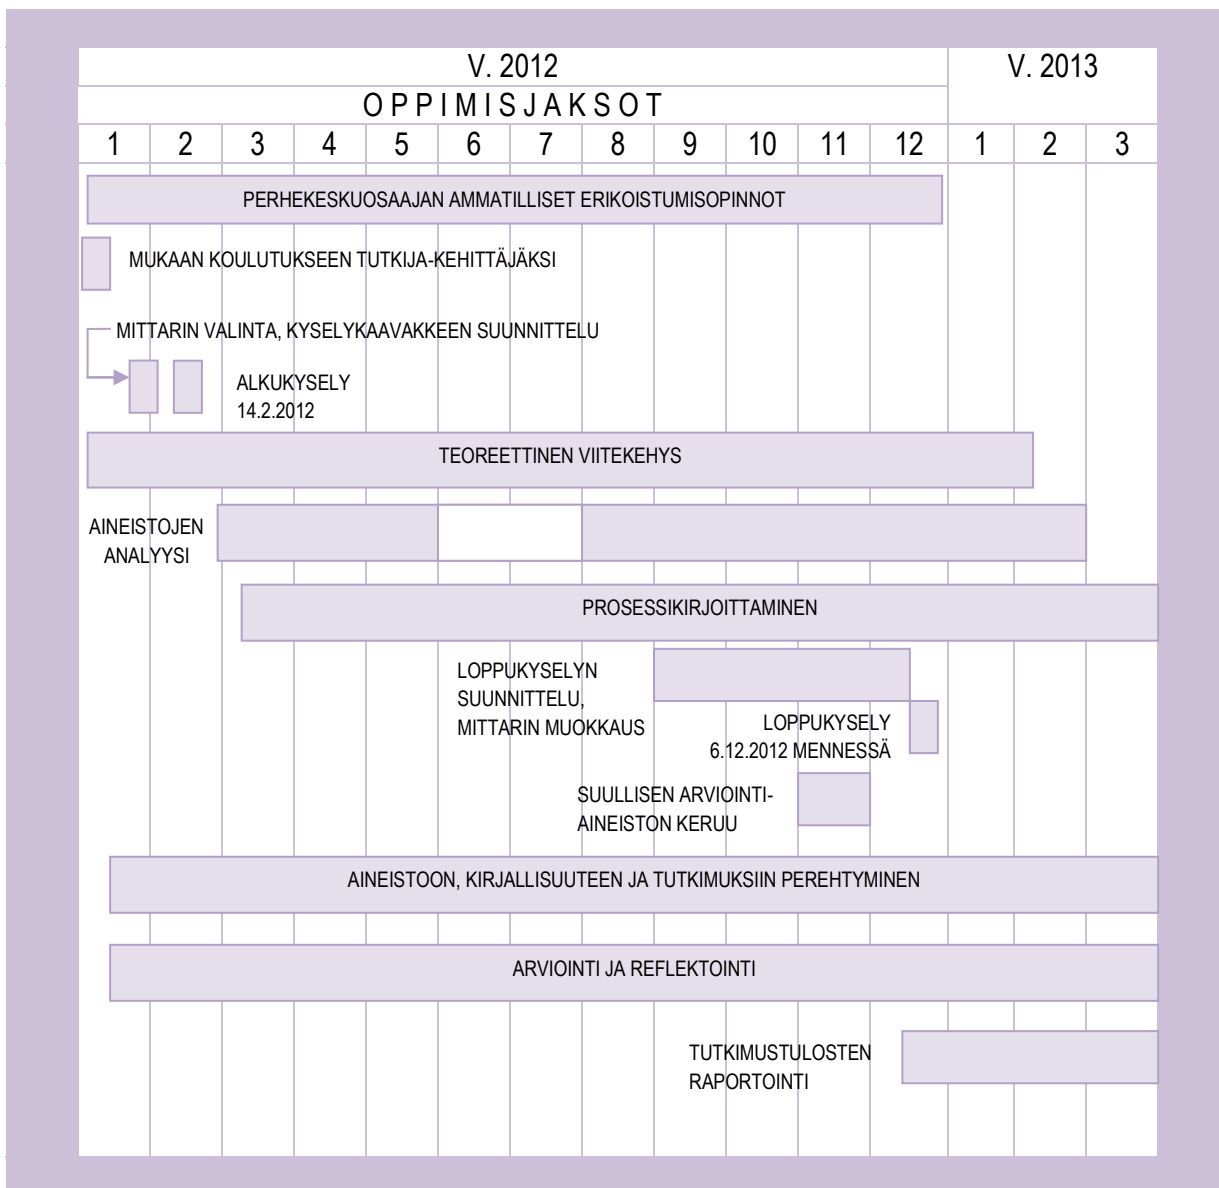 V. 2012
V. 2013
OPPIMISJAKSOT
1 2 3 4 5 6 7 8 9 10 11 12 1 2 3
PERHEKESKUOSAAJAN AMMATILLISET ERIKOISTUMISOPINNOT
MUKAAN KOULUTUKSEEN TUTKIJA-KEHITTÄJÄKSI
MITTARIN VALINTA, KYSELYKAAVAKKEEN SUUNNITTELU
ALKUKYSELY
14.2.2012
TEOREETTINEN VIITEKEHYS
AINEISTOJEN
ANALYYSI
PROSESSIKIRJOITTAMINEN
LOPPUKYSELYN
SUUNNITTELU,
MITTARIN MUOKKAUS
LOPPUKYSELY
6.12.2012 MENNESSÄ
SUULLISEN ARVIOINTI-
AINEISTON KERUU
AINEISTOON, KIRJALLISUUTEEN JA TUTKIMUKSIIN PEREHTYMINEN
ARVIOINTI JA REFLEKTOINTI
TUTKIMUSTULOSTEN
RAPORTOINTI